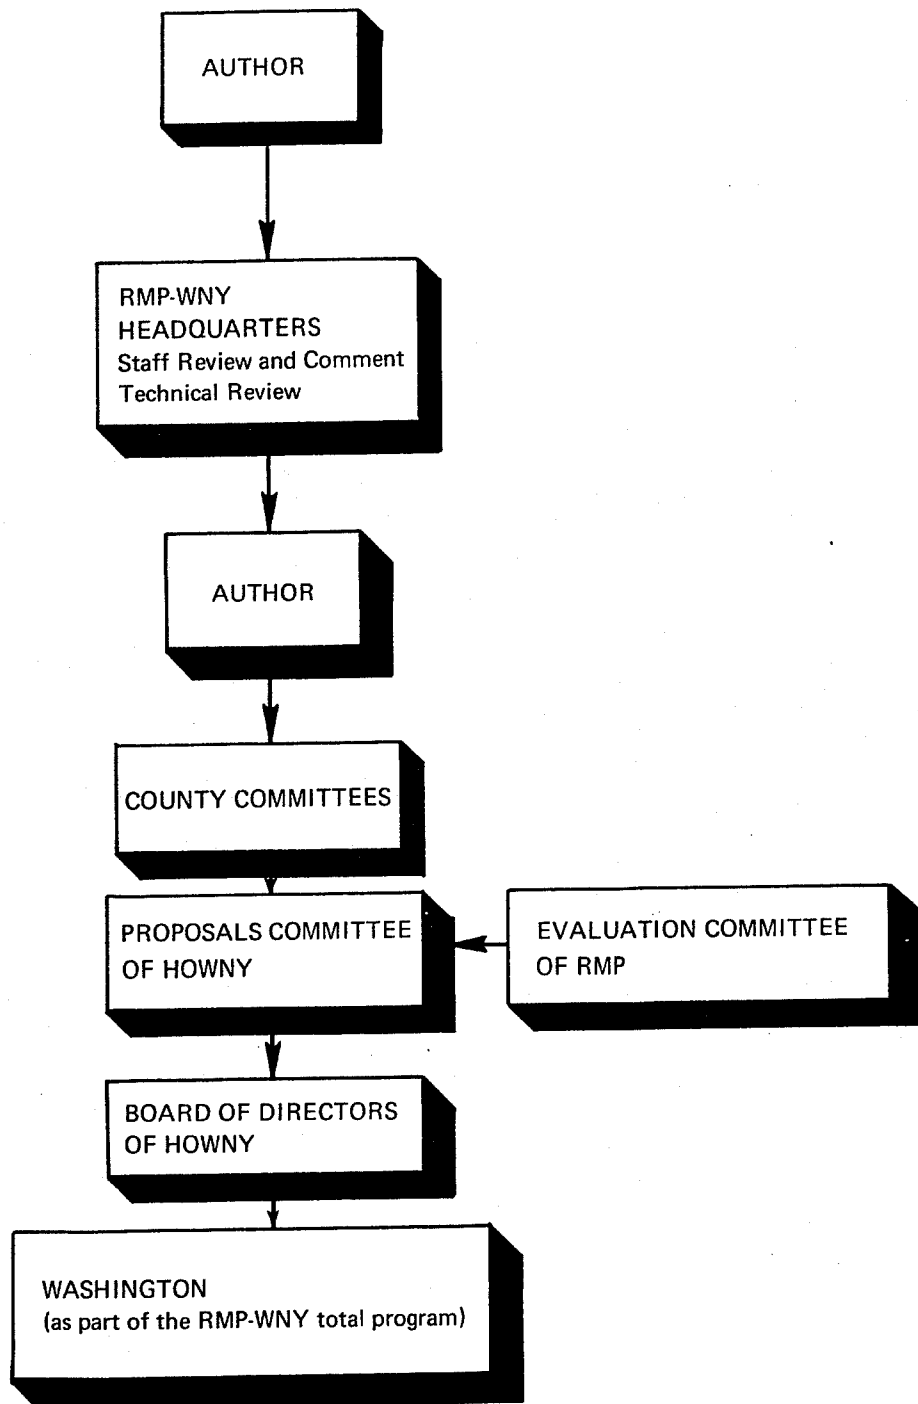 AUTHOR
RMP-WNY
HEADQUARTERS
Staff Review and Comment
Technical Review
AUTHOR
COUNTY COMMITTEES
PROPOSALS COMMITTEE
OF HOWNY
EVALUATION COMMITTEE
OF RMP
BOARD OF DIRECTORS
OF HOWNY
WASHINGTON
(as part of the RMP-WNY total program)